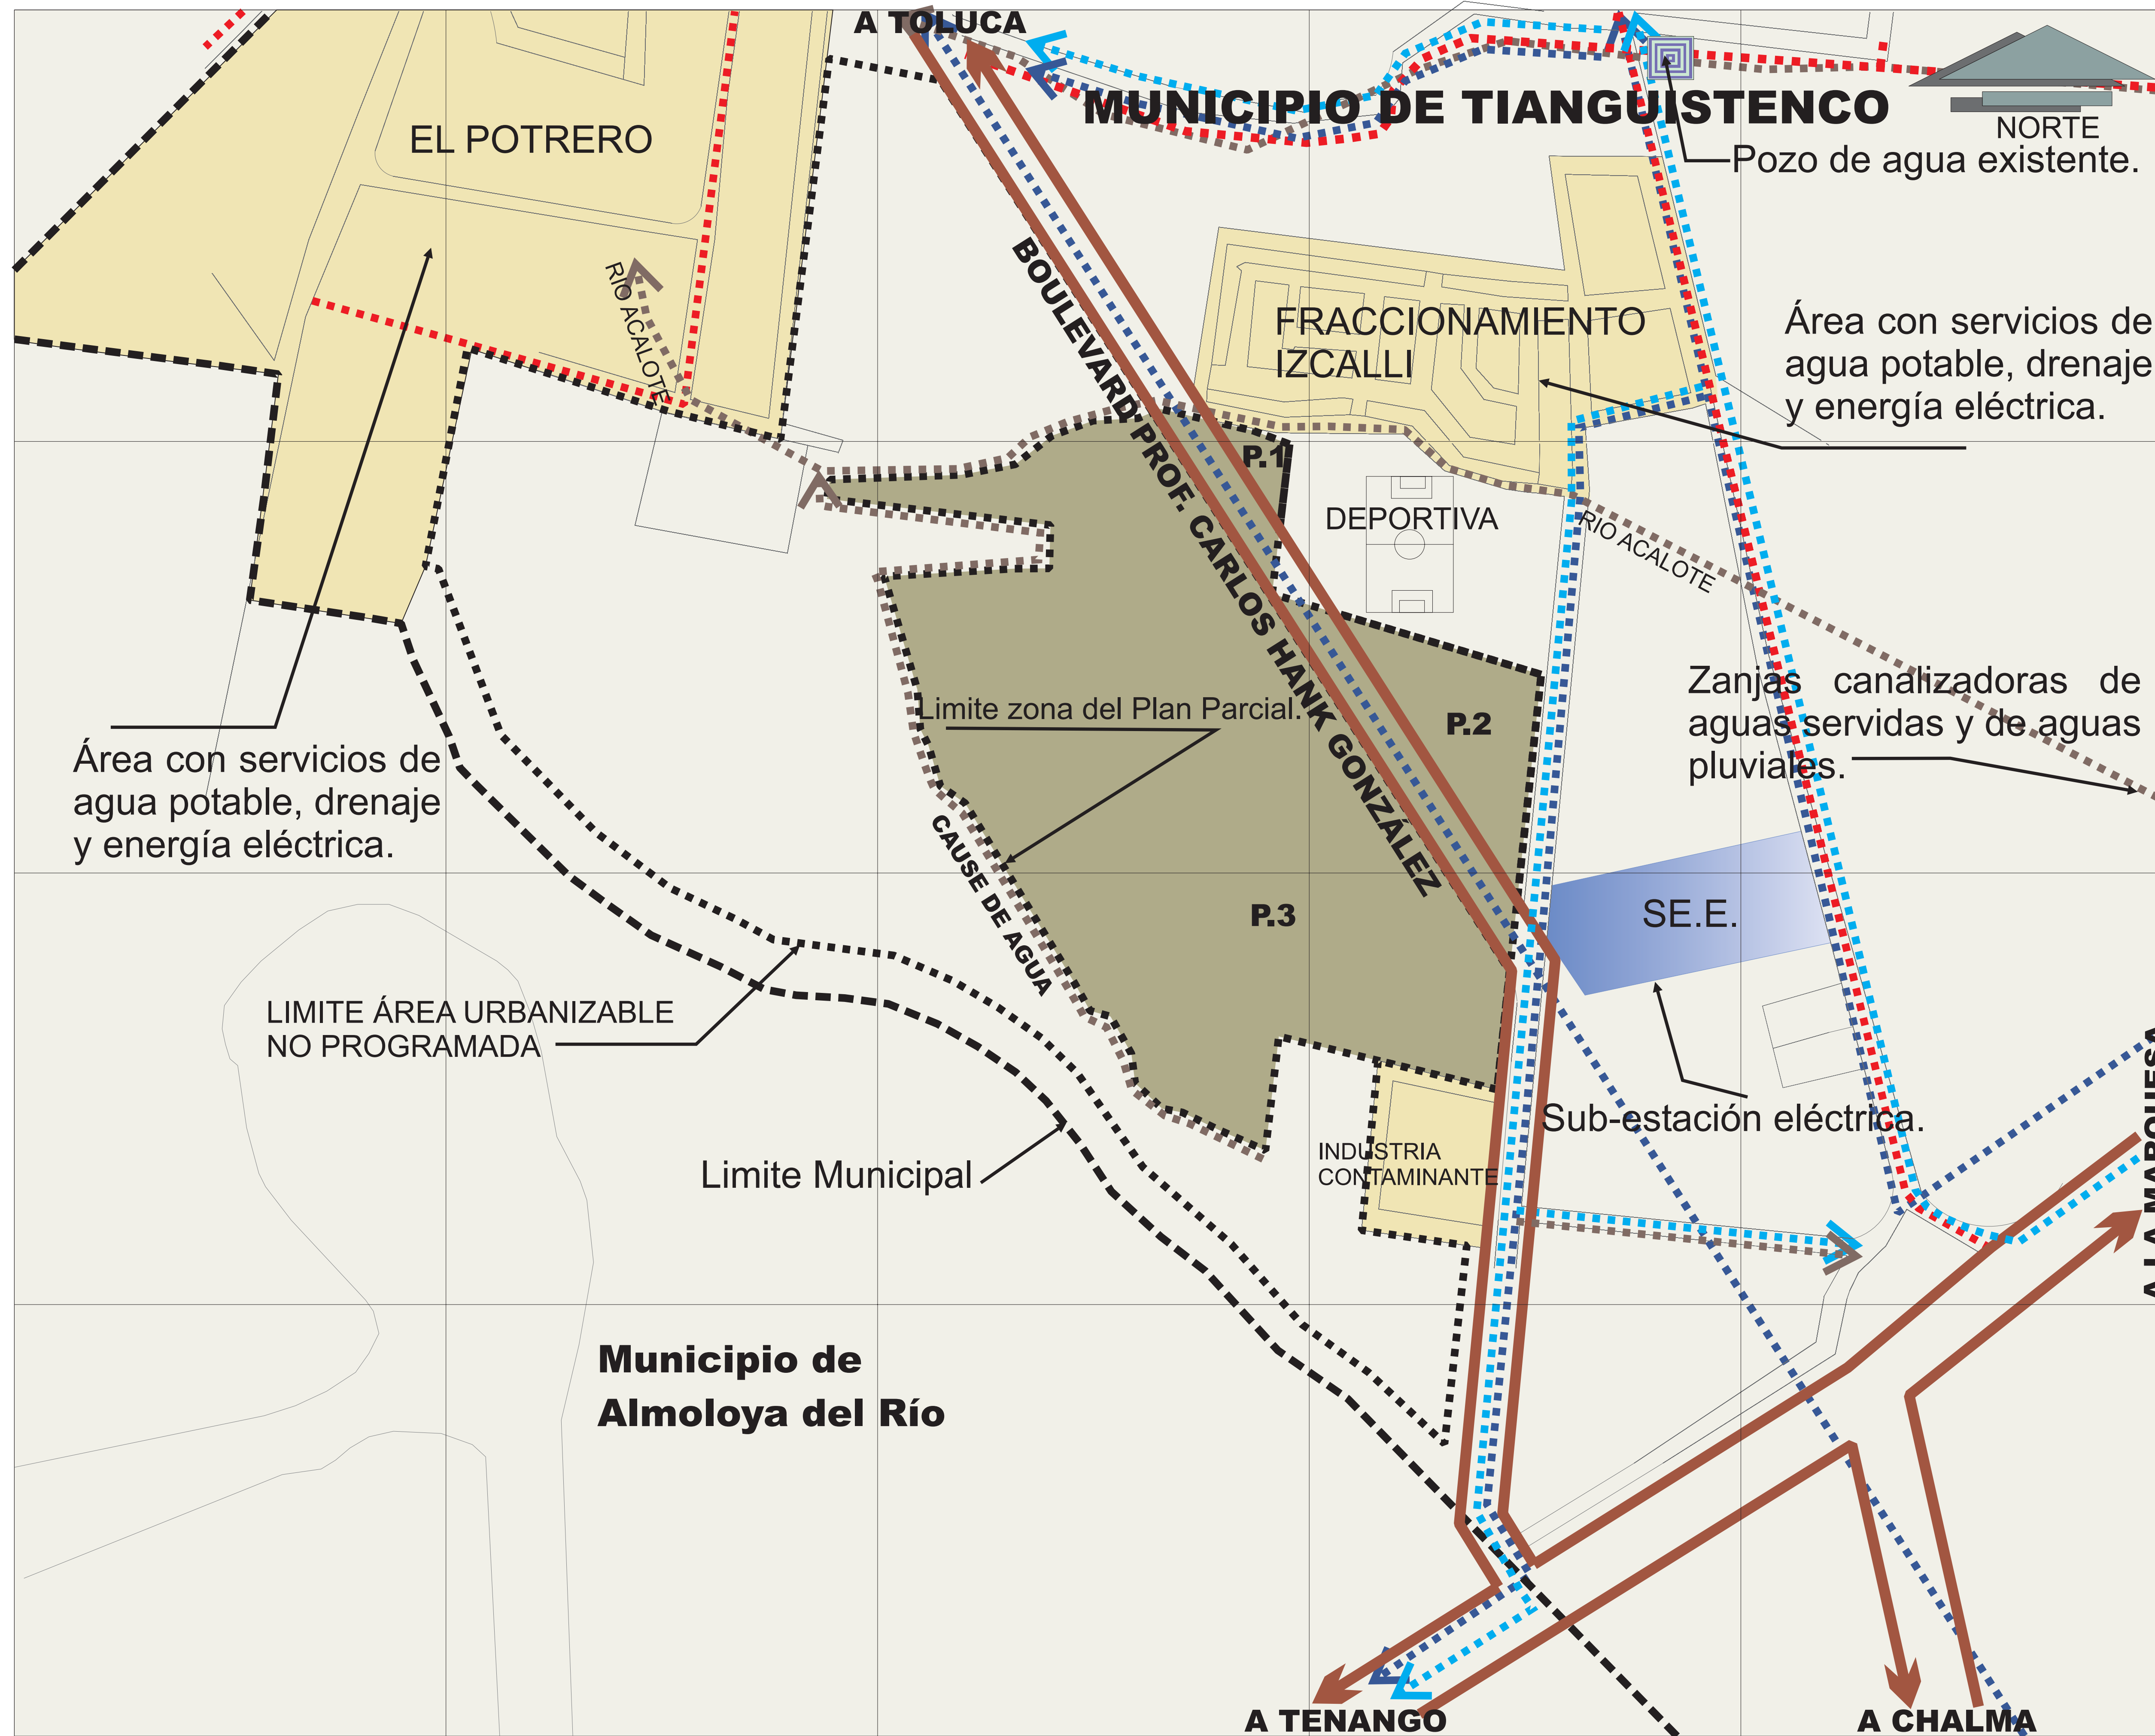 A TOLUCA
MUNICIPIO DE TIANGUISTENCO
NORTE
Pozo de agua existente.
EL POTRERO
RIO ACALOTE
BOULEVARD PROF. CARLOS HANK GONZÁLEZ
FRACCIONAMIENTO
IZCALLI
Área con servicios de
agua potable, drenaje
y energía eléctrica.
P.1
DEPORTIVA
RIO ACALOTE
Limite zona del Plan Parcial.
P.2
Zanjas canalizadoras de
aguas servidas y de aguas
pluviales.
Área con servicios de
agua potable, drenaje
y energía eléctrica.
CAUSE DE AGUA
P.3
SE.E.
LIMITE ÁREA URBANIZABLE
NO PROGRAMADA
Sub-estación eléctrica.
Limite Municipal
INDUSTRIA
CONTAMINANTE
A LA MARQUESA
Municipio de
Almoloya del Río
A TENANGO
A CHALMA